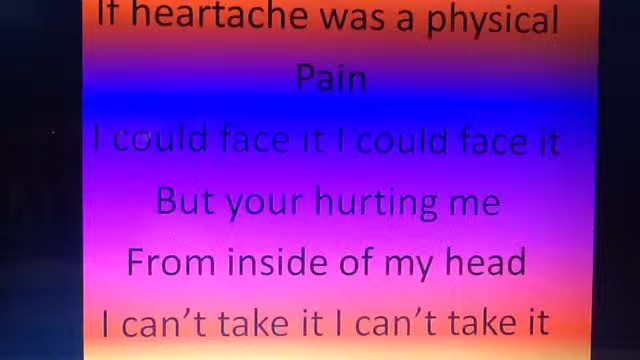 If heartache was a physical
Pain
I could face it I could face it
But your hurting me
From inside of my head
I can't take it I can't take it